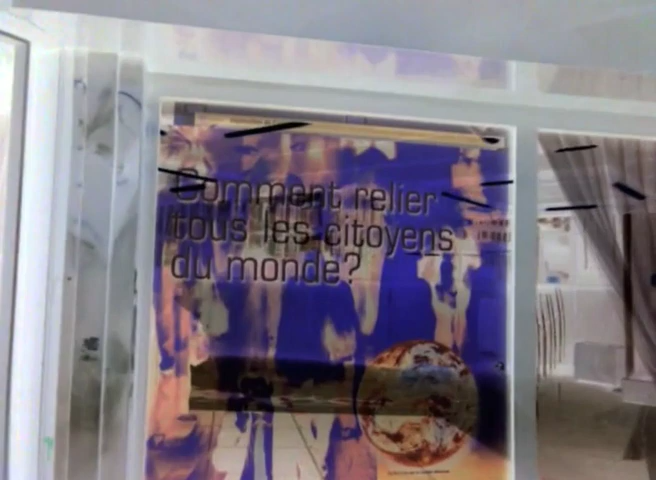 Comment relier
tous les citoyens
du monde?